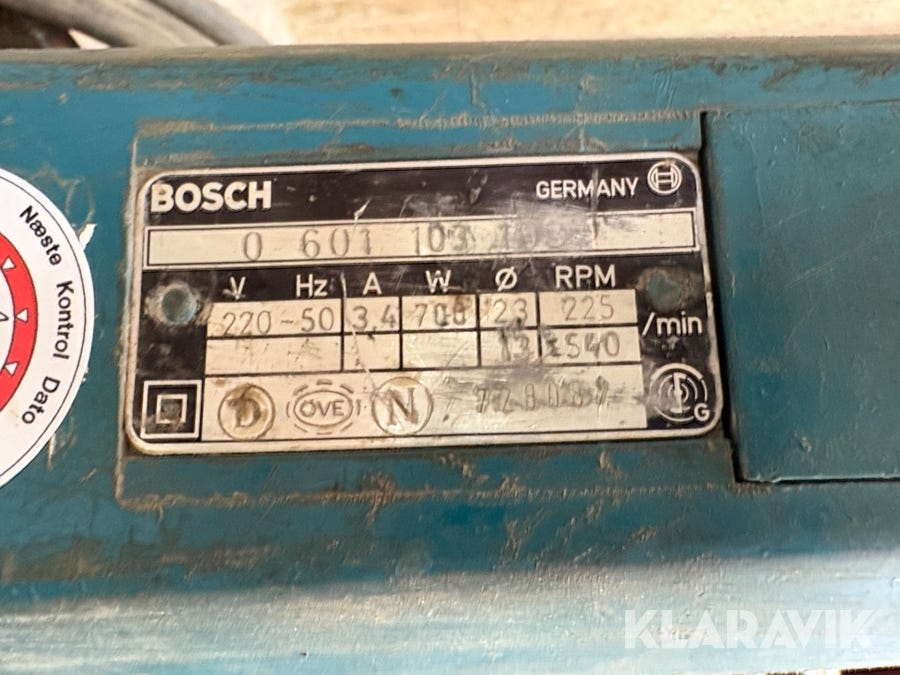 BOSCH GERMANY
0 601 103
V Hz A W Ø RPM
220 ~50 3,4 708 23 225
13 540 /min
D ÖVE N G
Næste Kontrol Dato
KLARAVIK